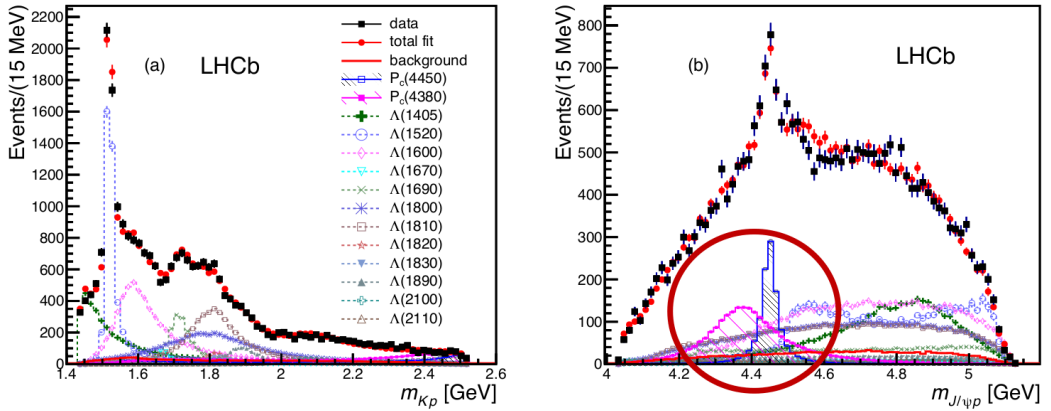 Events/(15 MeV)
2200
2000
1800
1600
1400
1200
1000
800
600
400
200
0
1.4
1.6
1.8
2
2.2
2.4
2.6
m_{Kp} [GeV]
(a)
LHCb
data
total fit
background
P_c(4450)
P_c(4380)
Λ(1405)
Λ(1520)
Λ(1600)
Λ(1670)
Λ(1690)
Λ(1800)
Λ(1810)
Λ(1820)
Λ(1830)
Λ(1890)
Λ(2100)
Λ(2110)
Events/(15 MeV)
800
700
600
500
400
300
200
100
0
4
4.2
4.4
4.6
4.8
5
m_{J/ψp} [GeV]
(b)
LHCb